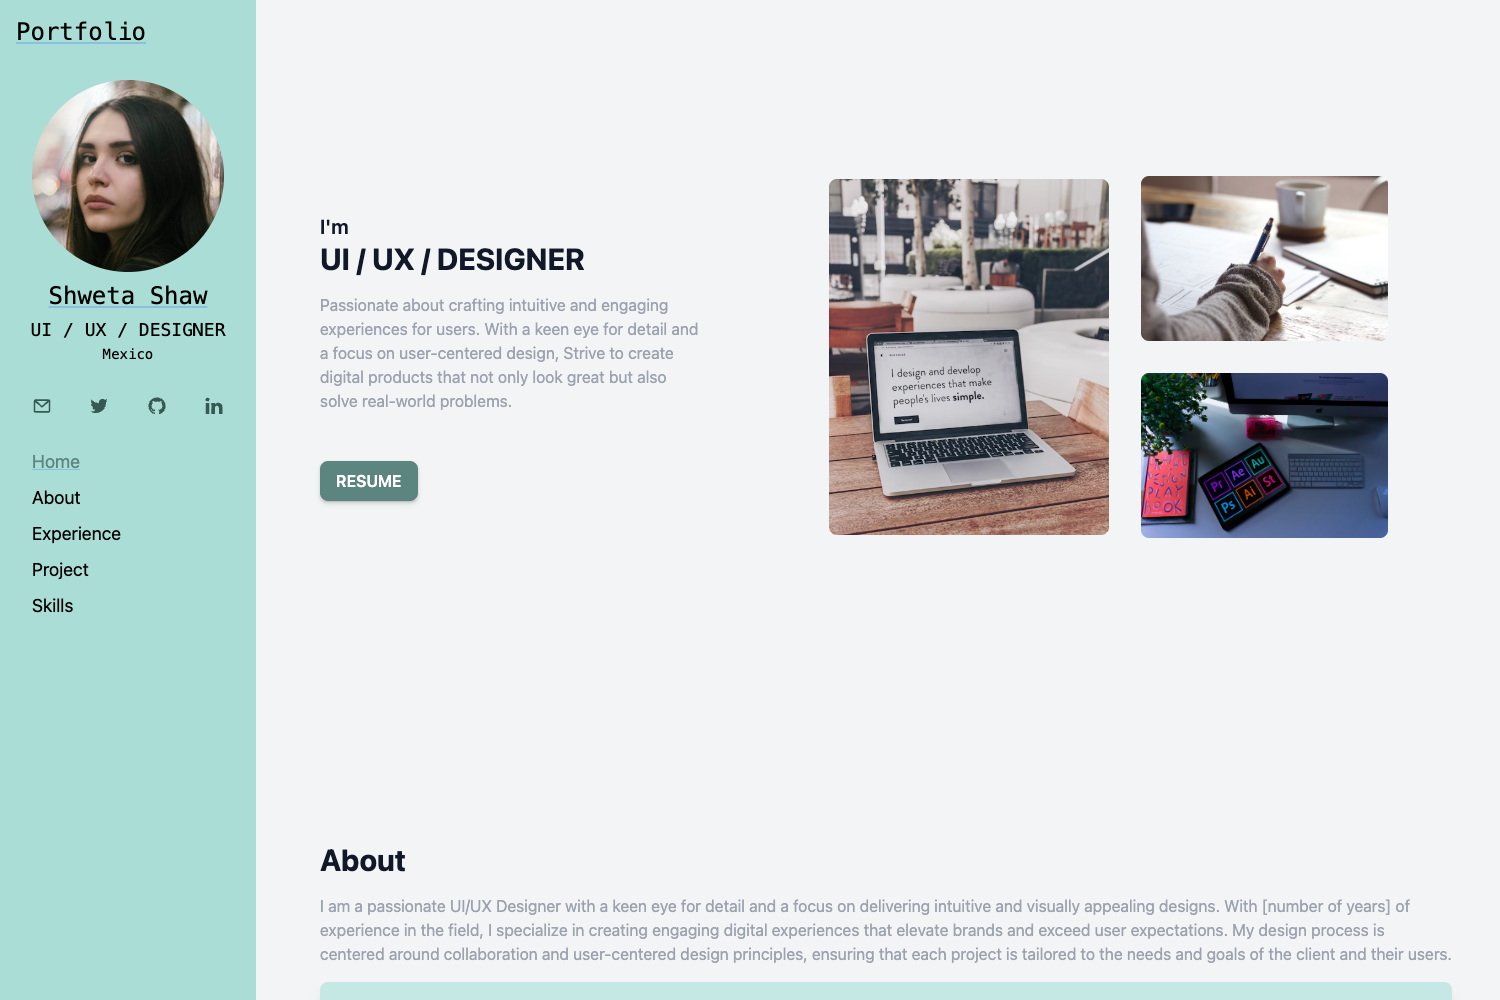 Portfolio
Shweta Shaw
UI / UX / DESIGNER
Mexico
Home
About
Experience
Project
Skills
I'm
UI / UX / DESIGNER
Passionate about crafting intuitive and engaging
experiences for users. With a keen eye for detail and
a focus on user-centered design, Strive to create
digital products that not only look great but also
solve real-world problems.
RESUME
I design and develop
experiences that make
people's lives simple.
Pr Ae Au
Ps Ai St
DESIGN
PLAY
BOOK
About
I am a passionate UI/UX Designer with a keen eye for detail and a focus on delivering intuitive and visually appealing designs. With [number of years] of
experience in the field, I specialize in creating engaging digital experiences that elevate brands and exceed user expectations. My design process is
centered around collaboration and user-centered design principles, ensuring that each project is tailored to the needs and goals of the client and their users.